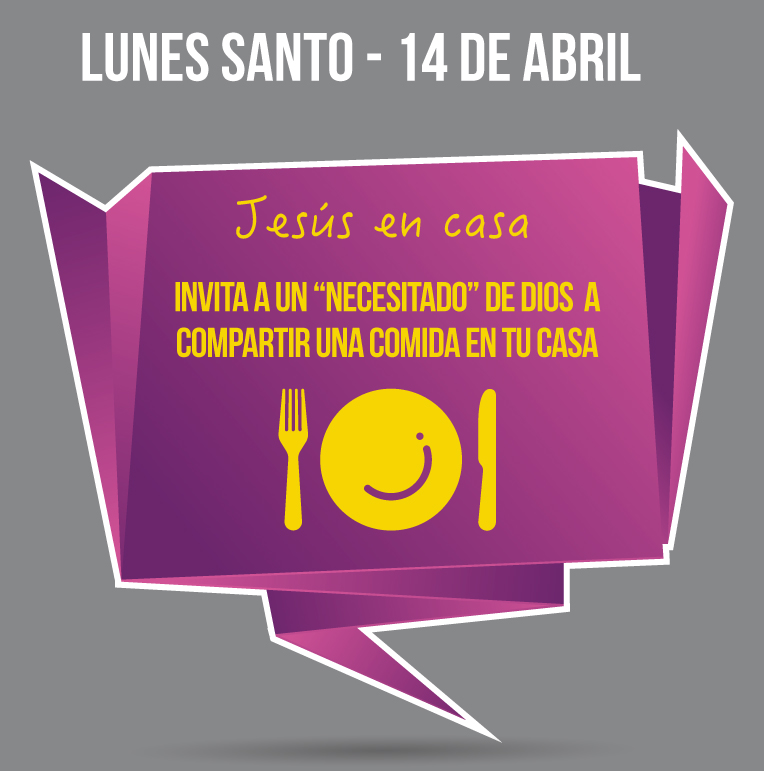 LUNES SANTO - 14 DE ABRIL
Jesús en casa
INVITA A UN “NECESITADO” DE DIOS A
COMPARTIR UNA COMIDA EN TU CASA